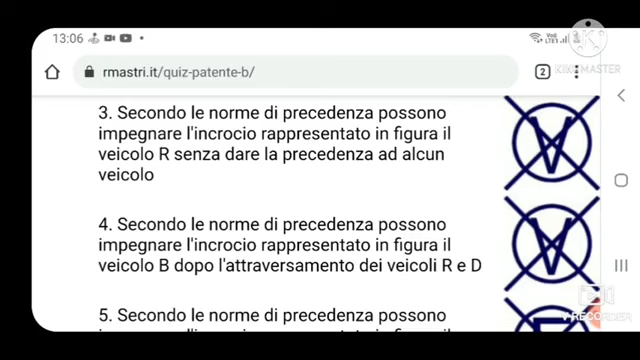 13:06
VoLTE1
KINEMASTER
rmastri.it/quiz-patente-b/
2
3. Secondo le norme di precedenza possono
impegnare l'incrocio rappresentato in figura il
veicolo R senza dare la precedenza ad alcun
veicolo
V
4. Secondo le norme di precedenza possono
impegnare l'incrocio rappresentato in figura il
veicolo B dopo l'attraversamento dei veicoli R e D
V
V RECORDER
5. Secondo le norme di precedenza possono